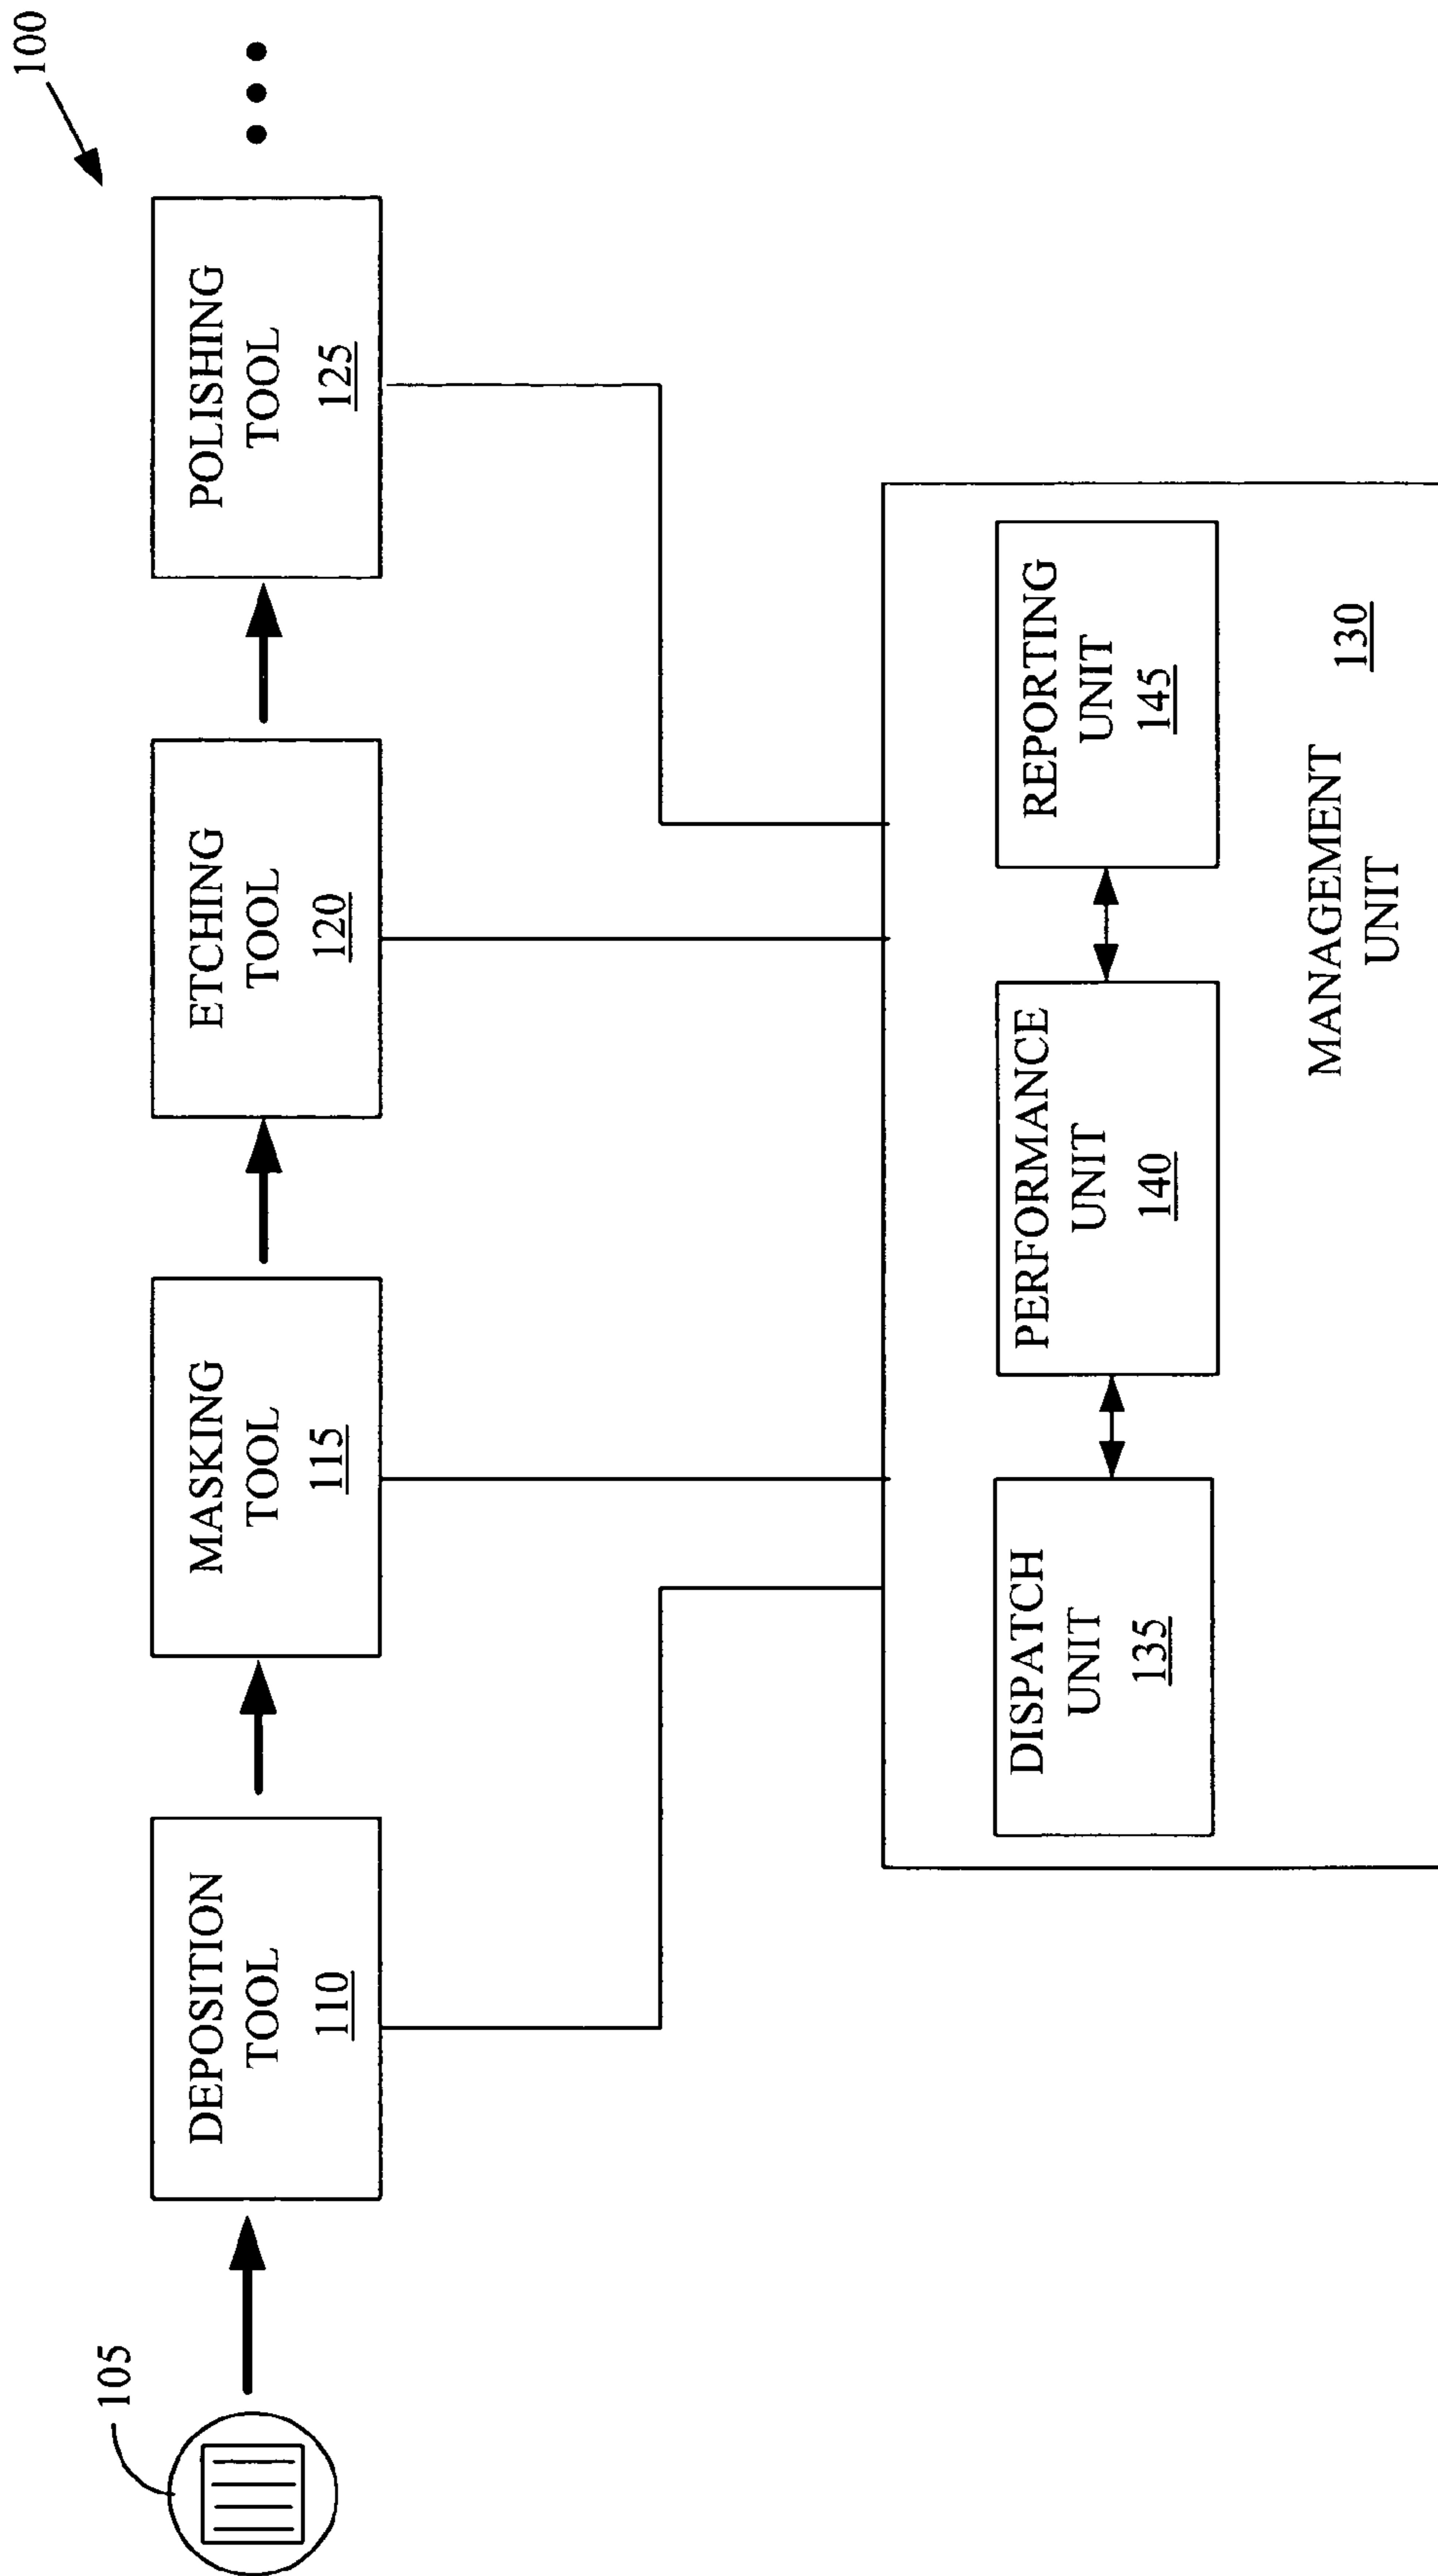 100
105
DEPOSITION
TOOL
110
MASKING
TOOL
115
ETCHING
TOOL
120
POLISHING
TOOL
125
DISPATCH
UNIT
135
PERFORMANCE
UNIT
140
REPORTING
UNIT
145
MANAGEMENT
UNIT
130